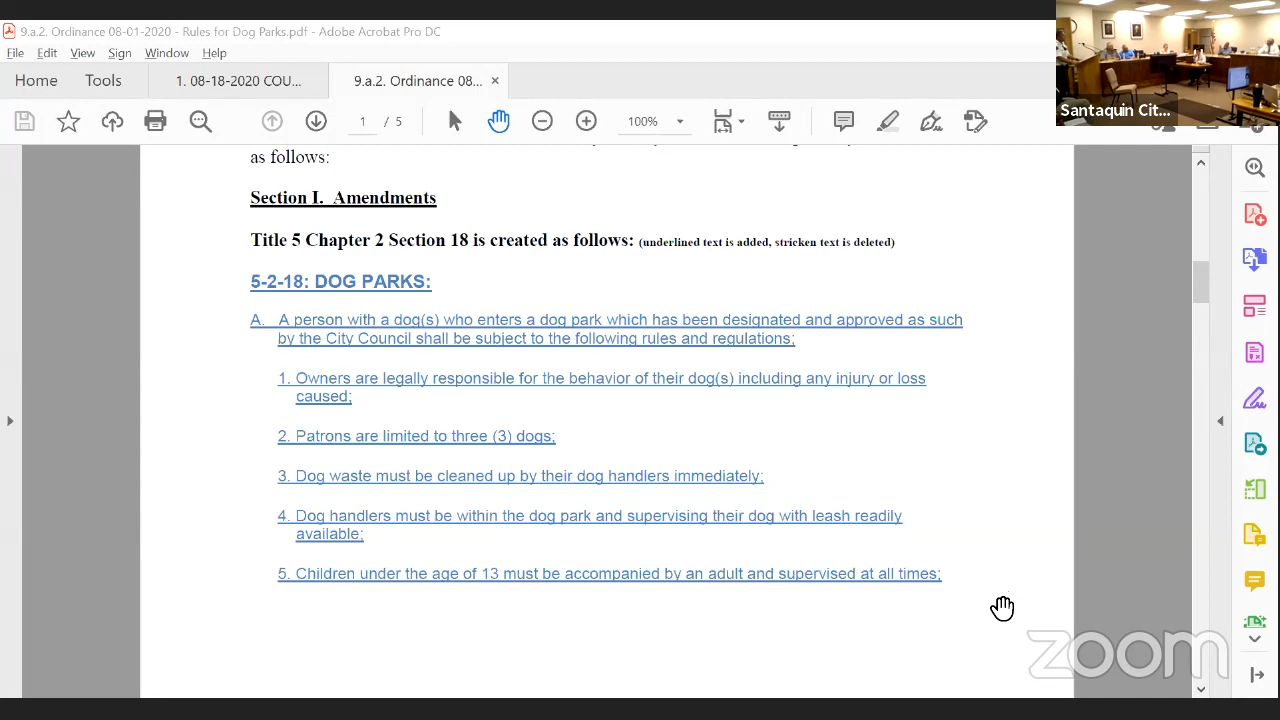 9.a.2. Ordinance 08-01-2020 - Rules for Dog Parks.pdf - Adobe Acrobat Pro DC
File Edit View Sign Window Help
Home Tools 1. 08-18-2020 COU... 9.a.2. Ordinance 08... ×
1 / 5 100%
Santaquin Cit...
as follows:
Section I. Amendments
Title 5 Chapter 2 Section 18 is created as follows: (underlined text is added, stricken text is deleted)
5-2-18: DOG PARKS:
A. A person with a dog(s) who enters a dog park which has been designated and approved as such
by the City Council shall be subject to the following rules and regulations;
1. Owners are legally responsible for the behavior of their dog(s) including any injury or loss
caused;
2. Patrons are limited to three (3) dogs;
3. Dog waste must be cleaned up by their dog handlers immediately;
4. Dog handlers must be within the dog park and supervising their dog with leash readily
available;
5. Children under the age of 13 must be accompanied by an adult and supervised at all times;
zoom